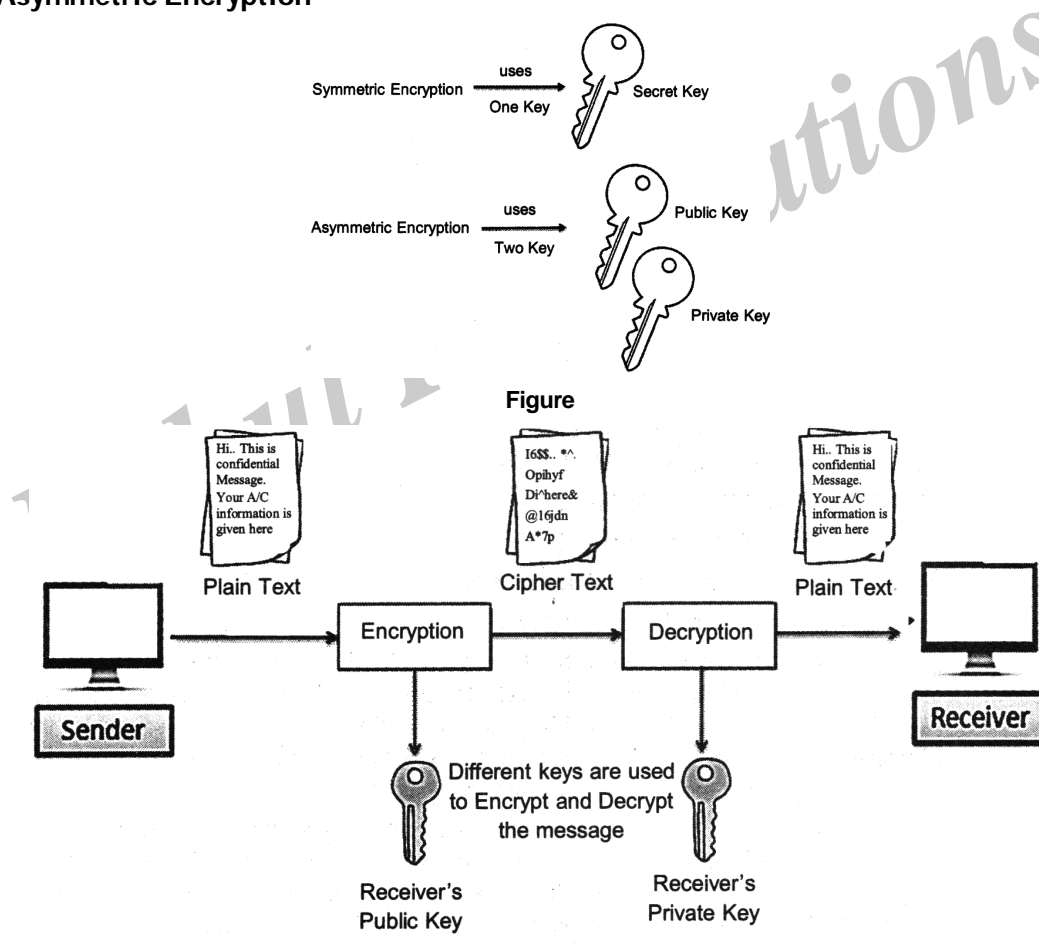 Asymmetric Encryption
Symmetric Encryption
uses
One Key
Secret Key
Asymmetric Encryption
uses
Two Key
Public Key
Private Key
Figure
Hi.. This is
confidential
Message.
Your A/C
information is
given here
Plain Text
I6$$.. *^.
Opihyf
Di^here&
@16jdn
A*7p
Cipher Text
Hi.. This is
confidential
Message.
Your A/C
information is
given here
Plain Text
Sender
Encryption
Decryption
Receiver
Different keys are used
to Encrypt and Decrypt
the message
Receiver's
Public Key
Receiver's
Private Key